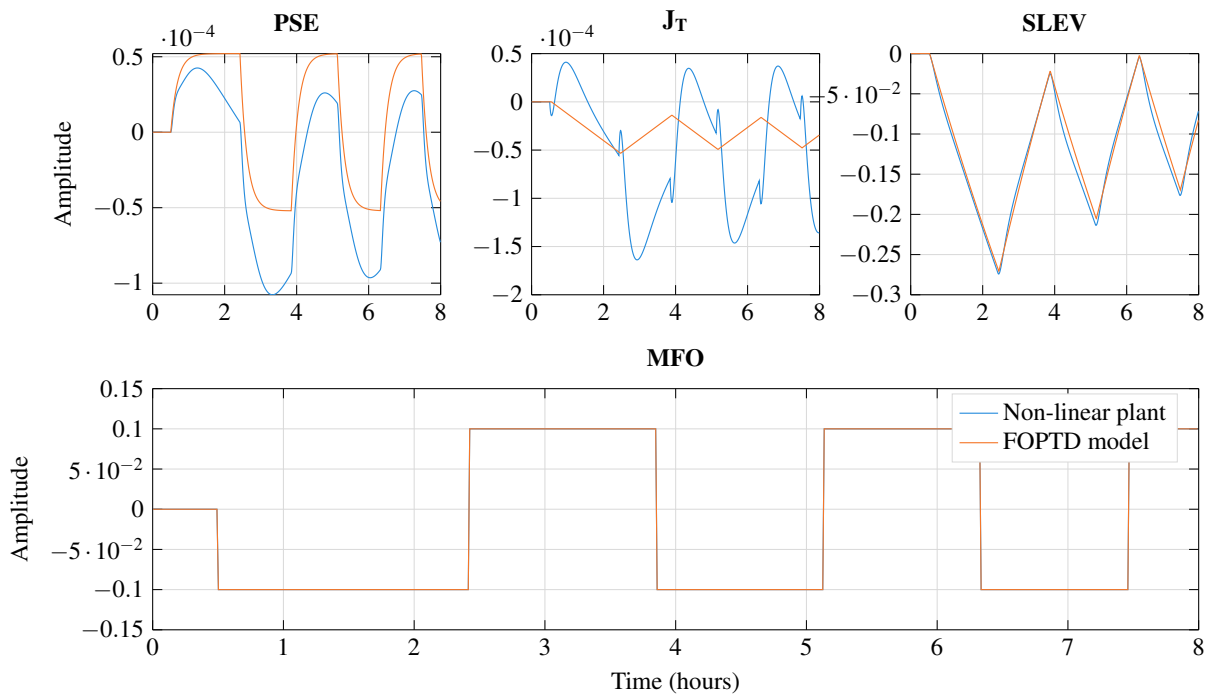 PSE
J_T
SLEV
·10^−4
·10^−4
Amplitude
0.5
0
−0.5
−1
0 2 4 6 8
1
0.5
0
−0.5
−1
−1.5
−2
0 2 4 6 8
0
−5·10^−2
−0.1
−0.15
−0.2
−0.25
−0.3
0 2 4 6 8
MFO
Amplitude
0.15
0.1
5·10^−2
0
−5·10^−2
−0.1
−0.15
0 1 2 3 4 5 6 7 8
Non-linear plant
FOPTD model
Time (hours)